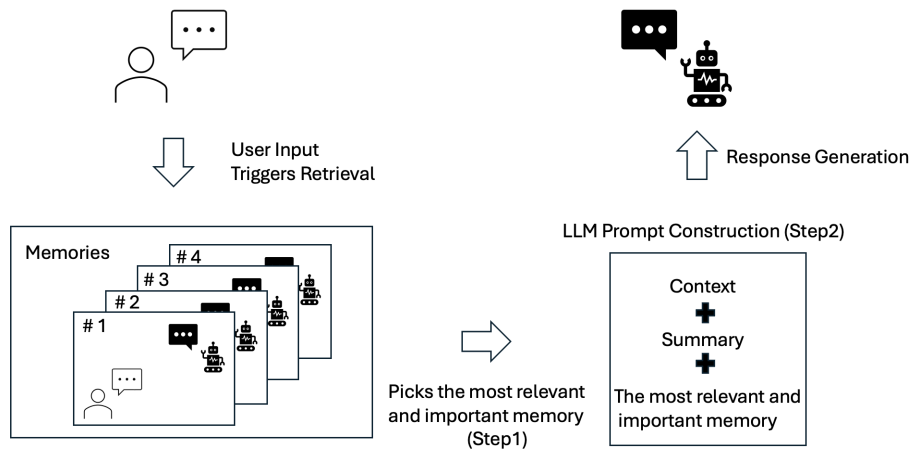 User Input
Triggers Retrieval
Memories
# 4
# 3
# 2
# 1
Picks the most relevant
and important memory
(Step1)
LLM Prompt Construction (Step2)
Context
Summary
The most relevant and
important memory
Response Generation